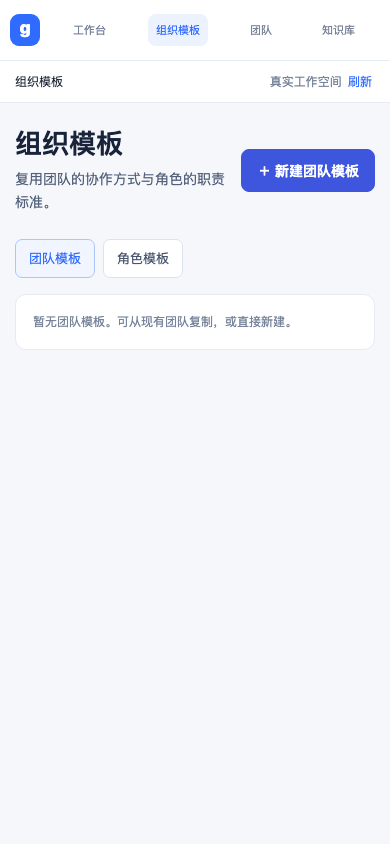 g 工作台 组织模板 团队 知识库
组织模板 真实工作空间 刷新
组织模板
复用团队的协作方式与角色的职责
标准。
+ 新建团队模板
团队模板 角色模板
暂无团队模板。可从现有团队复制，或直接新建。